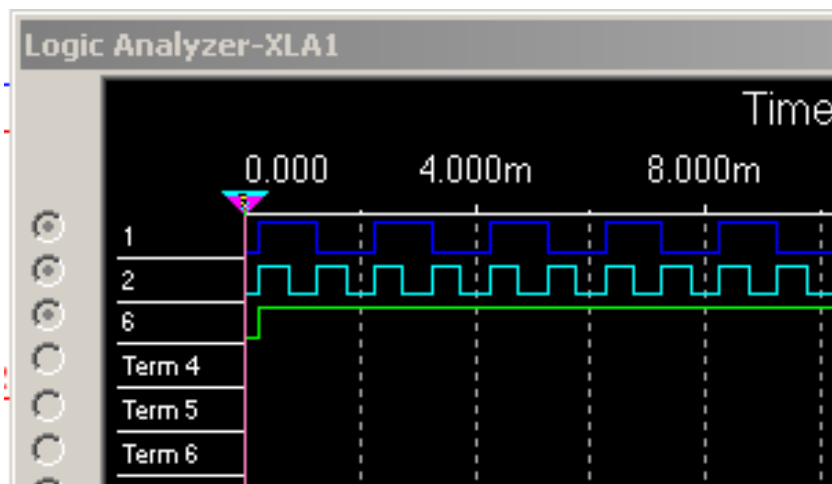 Logic Analyzer-XLA1
Time
0.000 4.000m 8.000m
1
2
6
Term 4
Term 5
Term 6